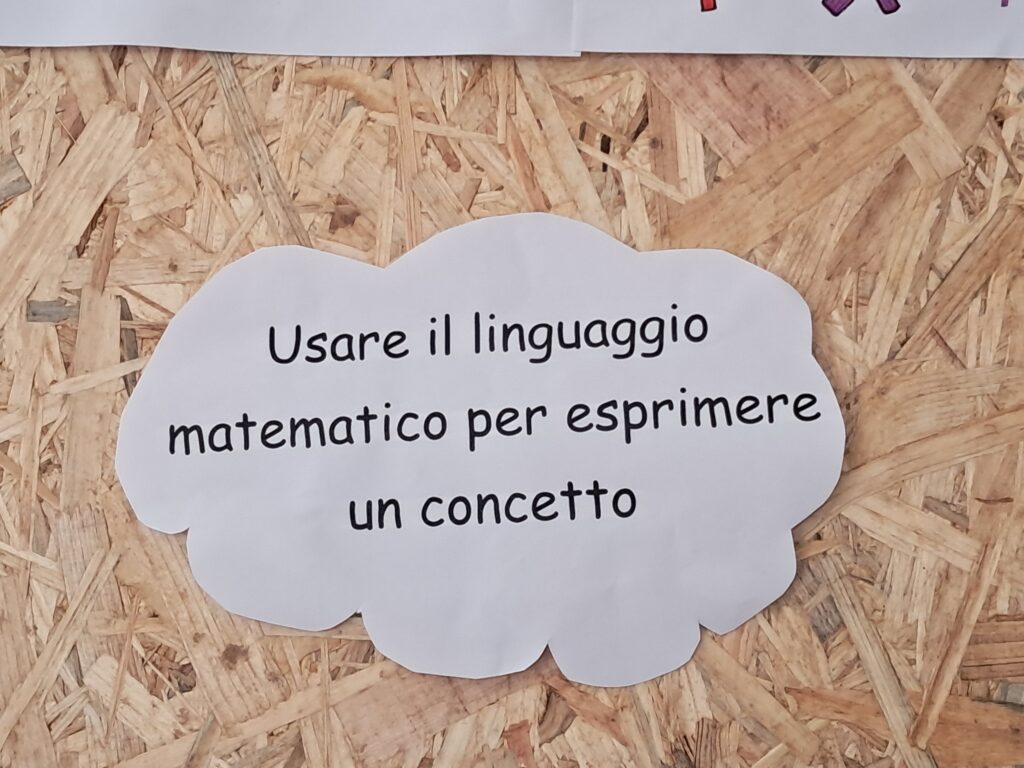 Usare il linguaggio
matematico per esprimere
un concetto